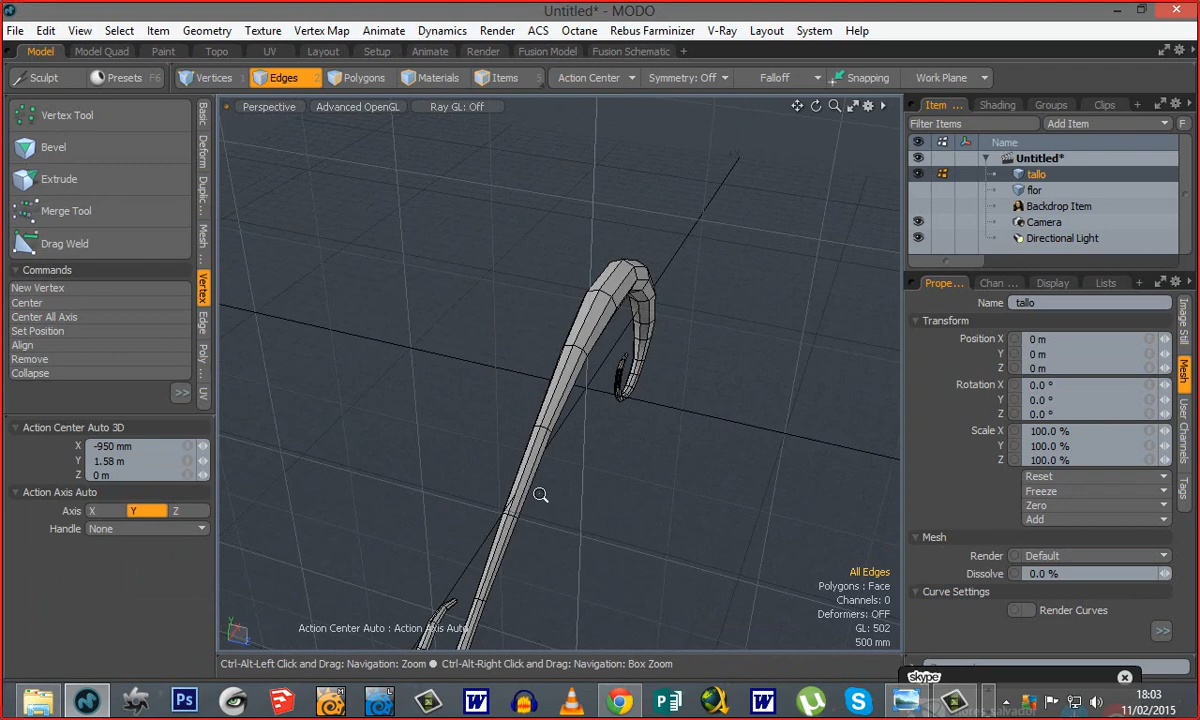 Untitled* - MODO
File Edit View Select Item Geometry Texture Vertex Map Animate Dynamics Render ACS Octane Rebus Farminizer V-Ray Layout System Help
Model Model Quad Paint Topo UV Layout Setup Animate Render Fusion Model Fusion Schematic +
Sculpt Presets F6 Vertices 1 Edges 2 Polygons Materials Items 5 Action Center Symmetry: Off Falloff Snapping Work Plane
Perspective Advanced OpenGL Ray GL: Off
Item ... Shading Groups Clips +
Filter Items Add Item F
Name
Untitled*
tallo
flor
Backdrop Item
Camera
Directional Light
Vertex Tool
Bevel
Extrude
Merge Tool
Drag Weld
Commands
New Vertex
Center
Center All Axis
Set Position
Align
Remove
Collapse
>>
Basic
Deform
Duplic...
Mesh ...
Vertex
Edge
Poly ...
UV
Action Center Auto 3D
X -950 mm
Y 1.58 m
Z 0 m
Action Axis Auto
Axis X Y Z
Handle None
Prope... Chan ... Display Lists +
Name tallo
Transform
Position X 0 m
Y 0 m
Z 0 m
Rotation X 0.0 °
Y 0.0 °
Z 0.0 °
Scale X 100.0 %
Y 100.0 %
Z 100.0 %
Reset
Freeze
Zero
Add
Mesh
Render Default
Dissolve 0.0 %
Curve Settings
Render Curves
>>
Image Still
Mesh
User Channels
Tags
All Edges
Polygons : Face
Channels: 0
Deformers: OFF
GL: 502
500 mm
Action Center Auto : Action Axis Auto
Ctrl-Alt-Left Click and Drag: Navigation: Zoom ● Ctrl-Alt-Right Click and Drag: Navigation: Box Zoom
skype
18:03
11/02/2015